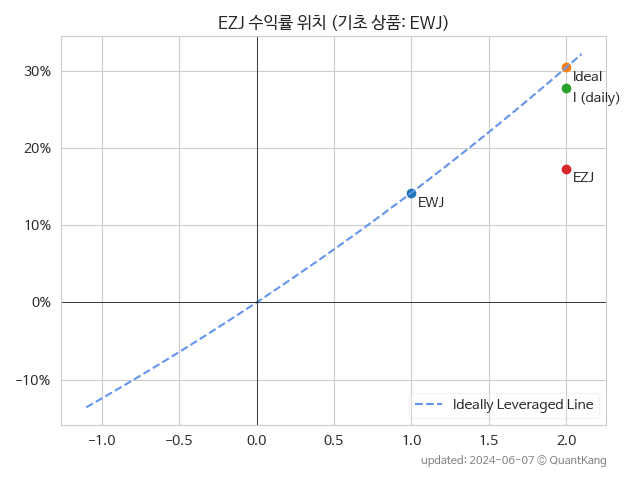 EZJ 수익률 위치 (기초 상품: EWJ)
30%
20%
10%
0%
−10%
Ideal
I (daily)
EZJ
EWJ
Ideally Leveraged Line
−1.0 −0.5 0.0 0.5 1.0 1.5 2.0
updated: 2024-06-07 © QuantKang